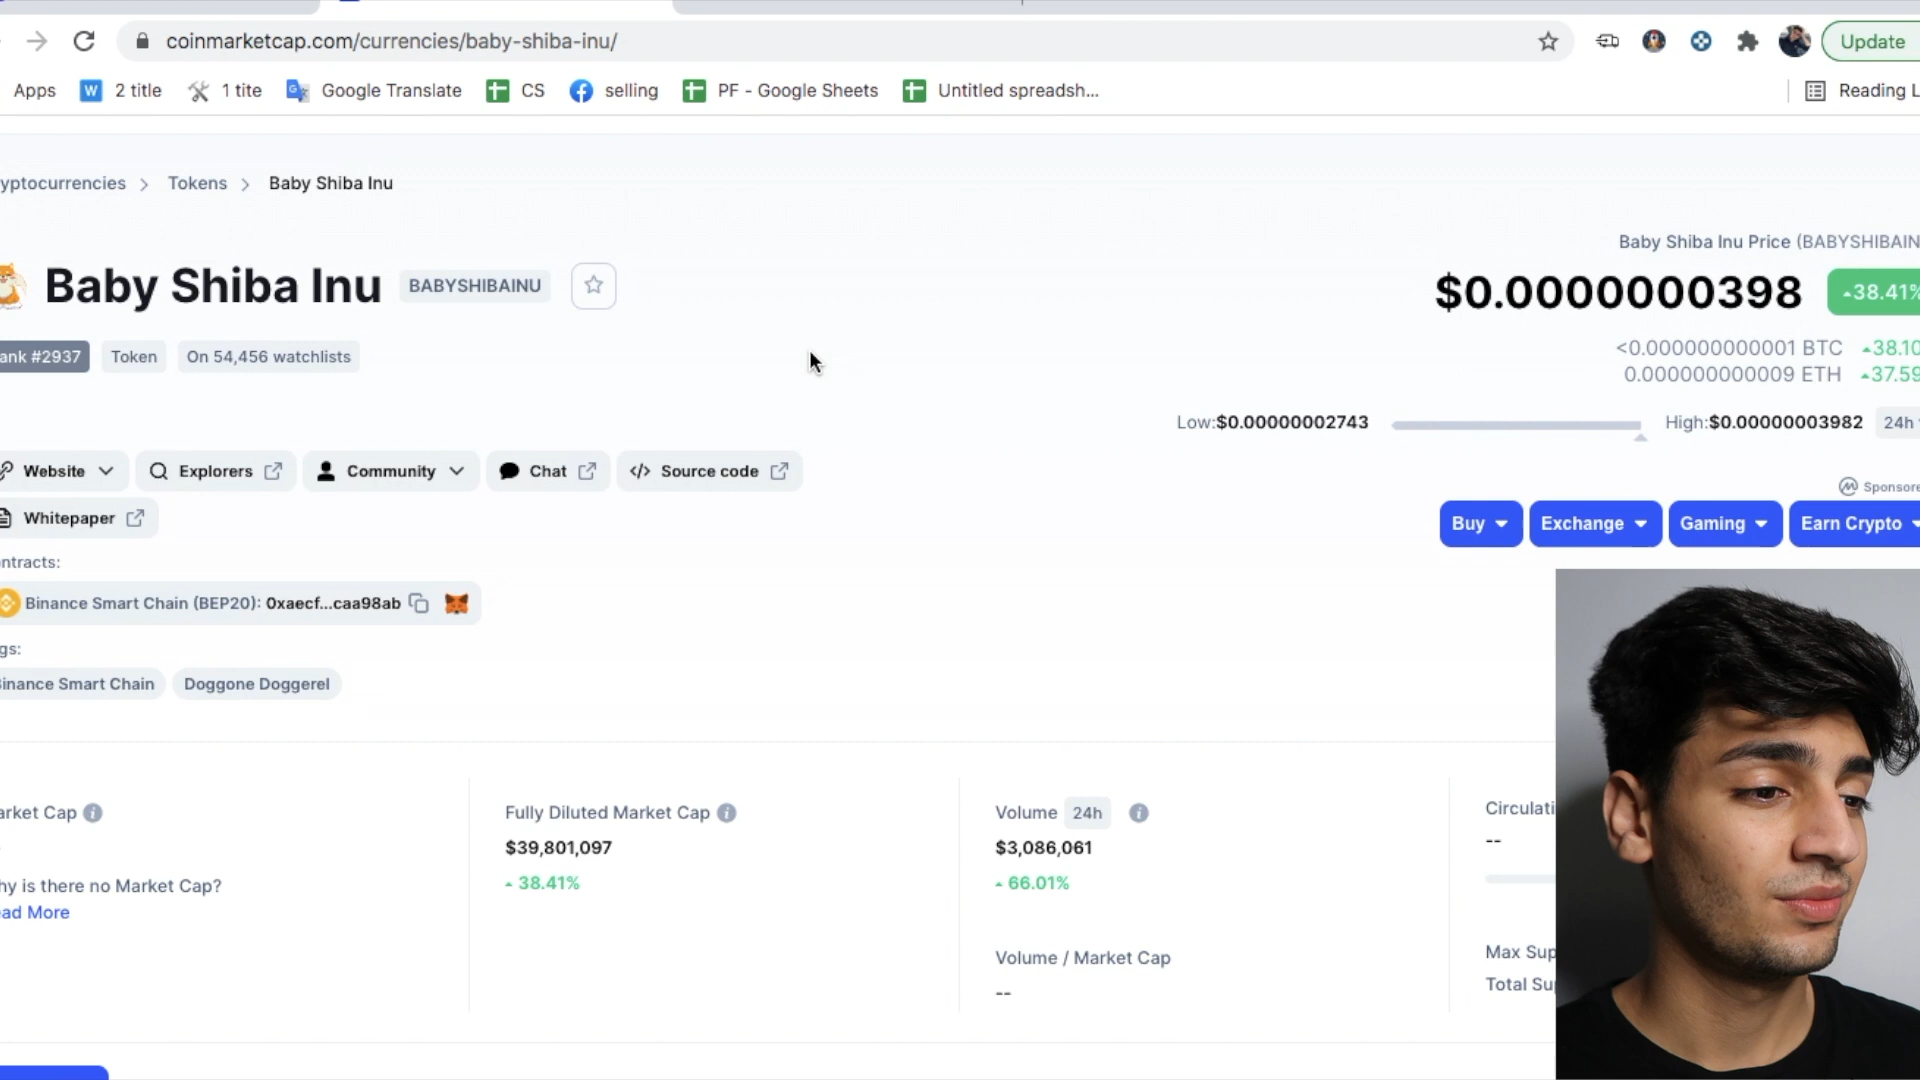 coinmarketcap.com/currencies/baby-shiba-inu/
Update
Apps 2 title 1 tite Google Translate CS selling PF - Google Sheets Untitled spreadsh... Reading L
yptocurrencies > Tokens > Baby Shiba Inu
Baby Shiba Inu Price (BABYSHIBAIN
Baby Shiba Inu BABYSHIBAINU
$0.0000000398 38.41%
ank #2937 Token On 54,456 watchlists
<0.000000000001 BTC 38.10
0.000000000009 ETH 37.59
Low:$0.00000002743 High:$0.00000003982 24h
Website Explorers Community Chat </> Source code
Sponsore
Whitepaper
Buy Exchange Gaming Earn Crypto
ntracts:
Binance Smart Chain (BEP20): 0xaecf...caa98ab
gs:
Binance Smart Chain Doggone Doggerel
arket Cap
Fully Diluted Market Cap
$39,801,097
38.41%
Volume 24h
$3,086,061
66.01%
Circulati
--
hy is there no Market Cap?
ead More
Volume / Market Cap
--
Max Sup
Total Su